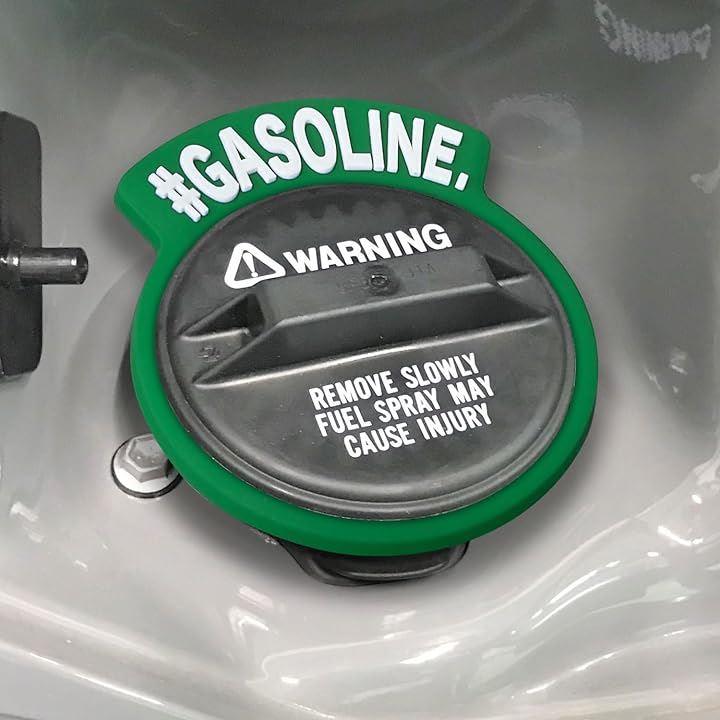 #GASOLINE.
WARNING
REMOVE SLOWLY
FUEL SPRAY MAY
CAUSE INJURY